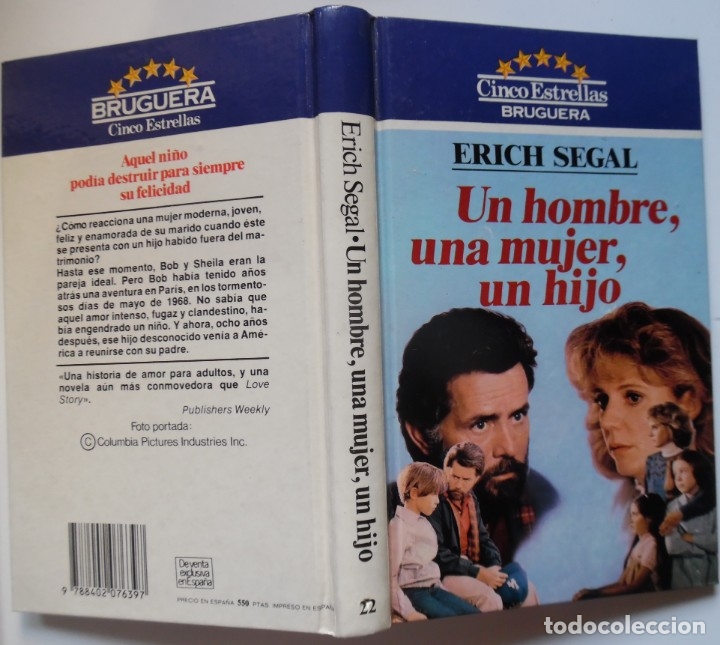 BRUGUERA
Cinco Estrellas
Aquel niño
podía destruir para siempre
su felicidad
¿Cómo reacciona una mujer moderna, joven,
feliz y enamorada de su marido cuando éste
se presenta con un hijo habido fuera del ma-
trimonio?
Hasta ese momento, Bob y Sheila eran la
pareja ideal. Pero Bob había tenido años
atrás una aventura en París, en los tormento-
sos días de mayo de 1968. No sabía que
aquel amor intenso, fugaz y clandestino, ha-
bía engendrado un niño. Y ahora, ocho años
después, ese hijo desconocido venía a Amé-
rica a reunirse con su padre.
«Una historia de amor para adultos, y una
novela aún más conmovedora que Love
Story».
Publishers Weekly
Foto portada:
© Columbia Pictures Industries Inc.
9 788402 076397
De venta
exclusiva
en España
PRECIO EN ESPAÑA 550 PTAS. IMPRESO EN
Erich Segal • Un hombre, una mujer, un hijo
22
Cinco Estrellas
BRUGUERA
ERICH SEGAL
Un hombre,
una mujer,
un hijo
todocoleccion